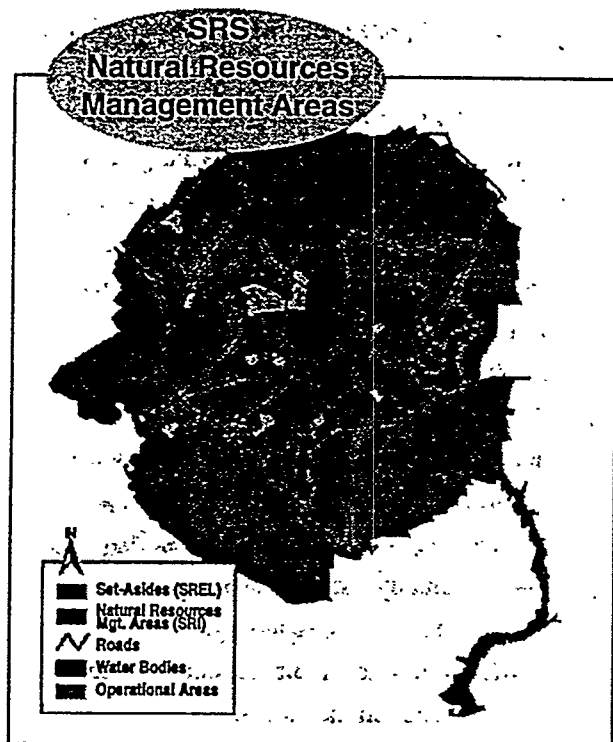 SRS
Natural Resources
Management Areas
N
Set-Asides (SREL)
Natural Resources
Mgt. Areas (SRI)
Roads
Water Bodies
Operational Areas